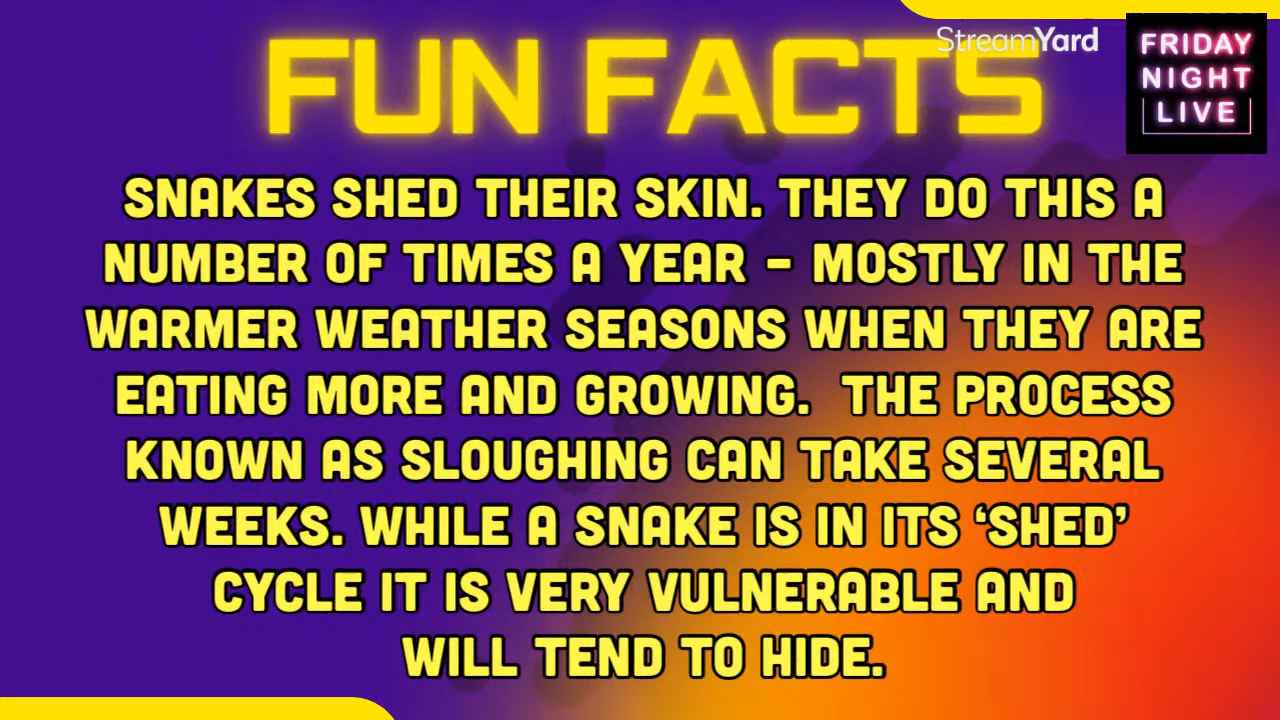 StreamYard
FRIDAY
NIGHT
LIVE
FUN FACTS
SNAKES SHED THEIR SKIN. THEY DO THIS A
NUMBER OF TIMES A YEAR – MOSTLY IN THE
WARMER WEATHER SEASONS WHEN THEY ARE
EATING MORE AND GROWING. THE PROCESS
KNOWN AS SLOUGHING CAN TAKE SEVERAL
WEEKS. WHILE A SNAKE IS IN ITS ‘SHED’
CYCLE IT IS VERY VULNERABLE AND
WILL TEND TO HIDE.